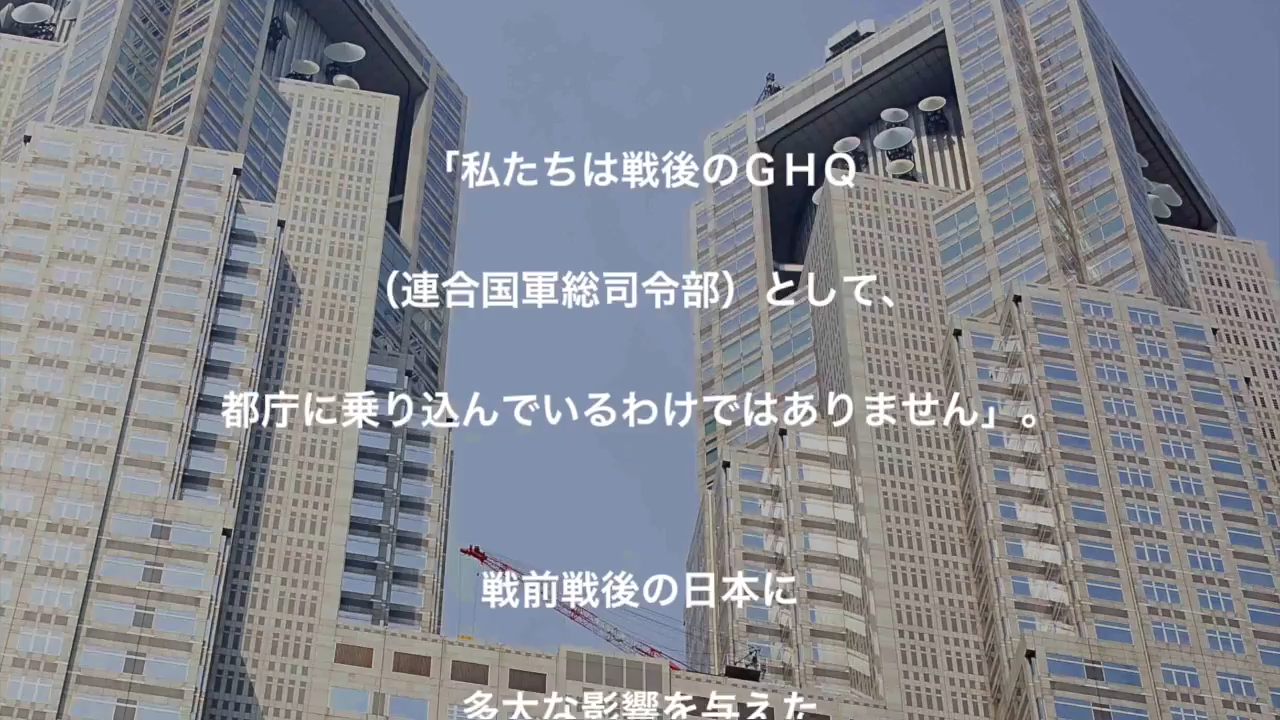 「私たちは戦後のＧＨＱ
（連合国軍総司令部）として、
都庁に乗り込んでいるわけではありません」。
戦前戦後の日本に
多大な影響を与えた